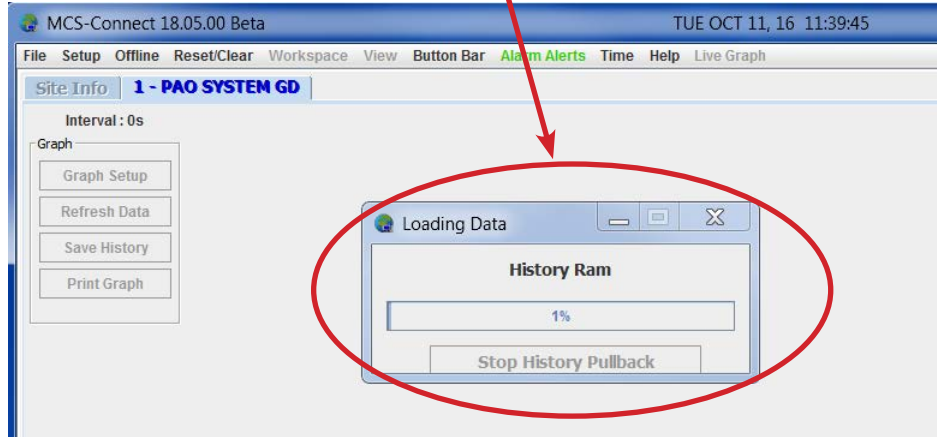 MCS-Connect 18.05.00 Beta TUE OCT 11, 16 11:39:45
File Setup Offline Reset/Clear Workspace View Button Bar Alarm Alerts Time Help Live Graph
Site Info 1 - PAO SYSTEM GD
Interval : 0s
Graph
Graph Setup
Refresh Data
Save History
Print Graph
Loading Data
History Ram
1%
Stop History Pullback